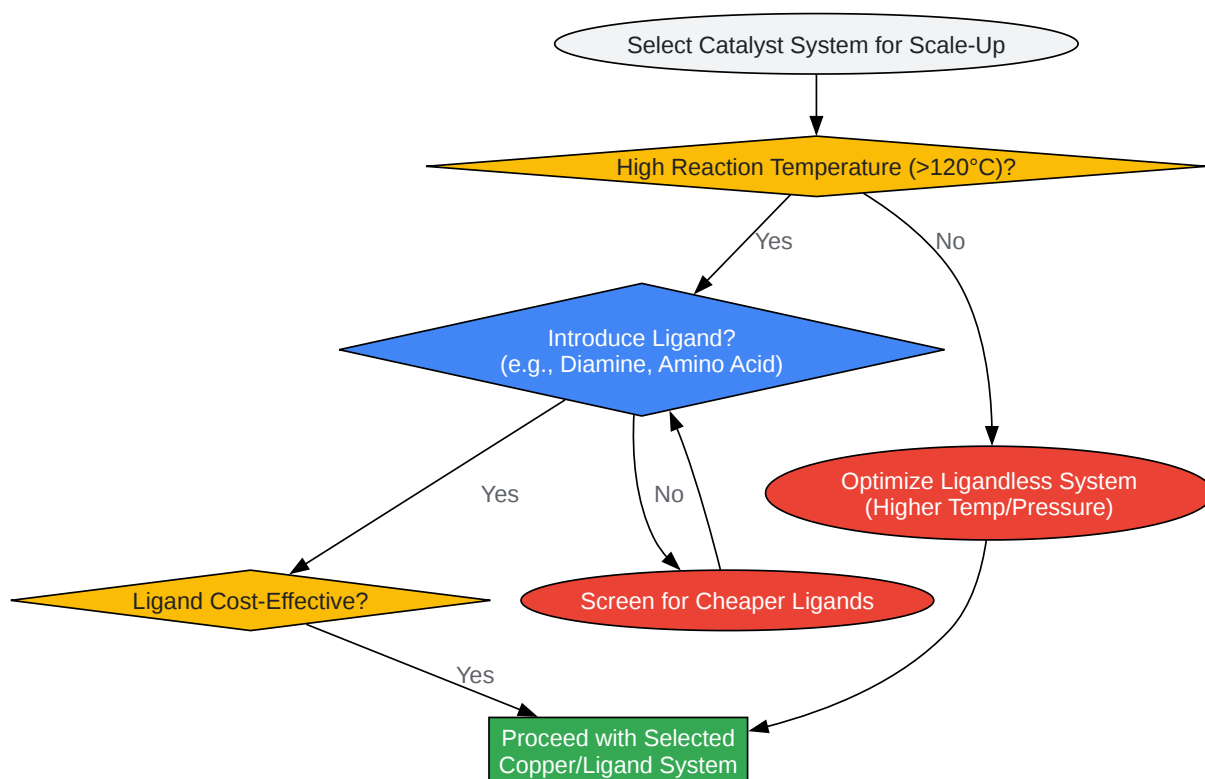 Select Catalyst System for Scale-Up
High Reaction Temperature (>120°C)?
Yes
No
Introduce Ligand?
(e.g., Diamine, Amino Acid)
Optimize Ligandless System
(Higher Temp/Pressure)
Yes
No
Ligand Cost-Effective?
Screen for Cheaper Ligands
Yes
Proceed with Selected
Copper/Ligand System